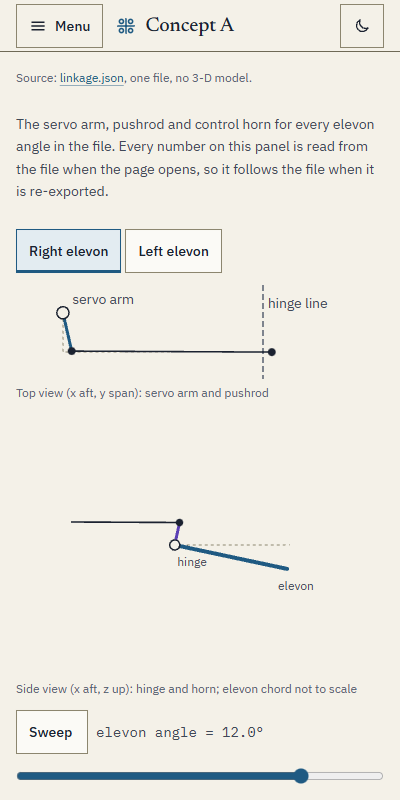 Menu
Concept A
Source: linkage.json, one file, no 3-D model.
The servo arm, pushrod and control horn for every elevon
angle in the file. Every number on this panel is read from
the file when the page opens, so it follows the file when it
is re-exported.
Right elevon
Left elevon
servo arm
hinge line
Top view (x aft, y span): servo arm and pushrod
hinge
elevon
Side view (x aft, z up): hinge and horn; elevon chord not to scale
Sweep
elevon angle = 12.0°